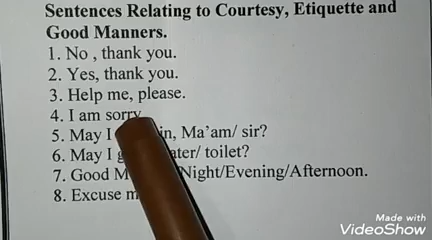 Sentences Relating to Courtesy, Etiquette and
Good Manners.
1. No , thank you.
2. Yes, thank you.
3. Help me, please.
4. I am sorry
5. May I in, Ma'am/ sir?
6. May I /toilet?
7. Good /Evening/Afternoon.
8. Excuse
Made With
VideoShow